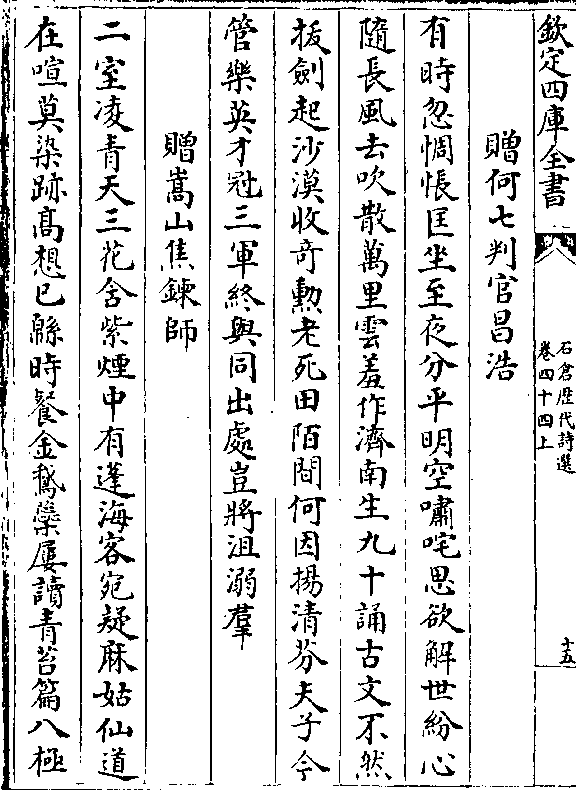 欽定四庫全書
石倉歴代詩選
卷四十四上
十五
贈何七判官昌浩
有時忽惆悵匡坐至夜分平明空嘯咤思欲解世紛心
隨長風去吹散萬里雲羞作濟南生九十誦古文不然
拔劍起沙漠收奇勲老死田陌間何因揚清芬夫子今
管樂英才冠三軍終與同出處豈將沮溺羣
贈嵩山焦鍊師
二室凌青天三花含紫煙中有蓬海客宛疑麻姑仙道
在喧莫染跡髙想已緜時餐金鵝蘂屢讀青苔篇八極